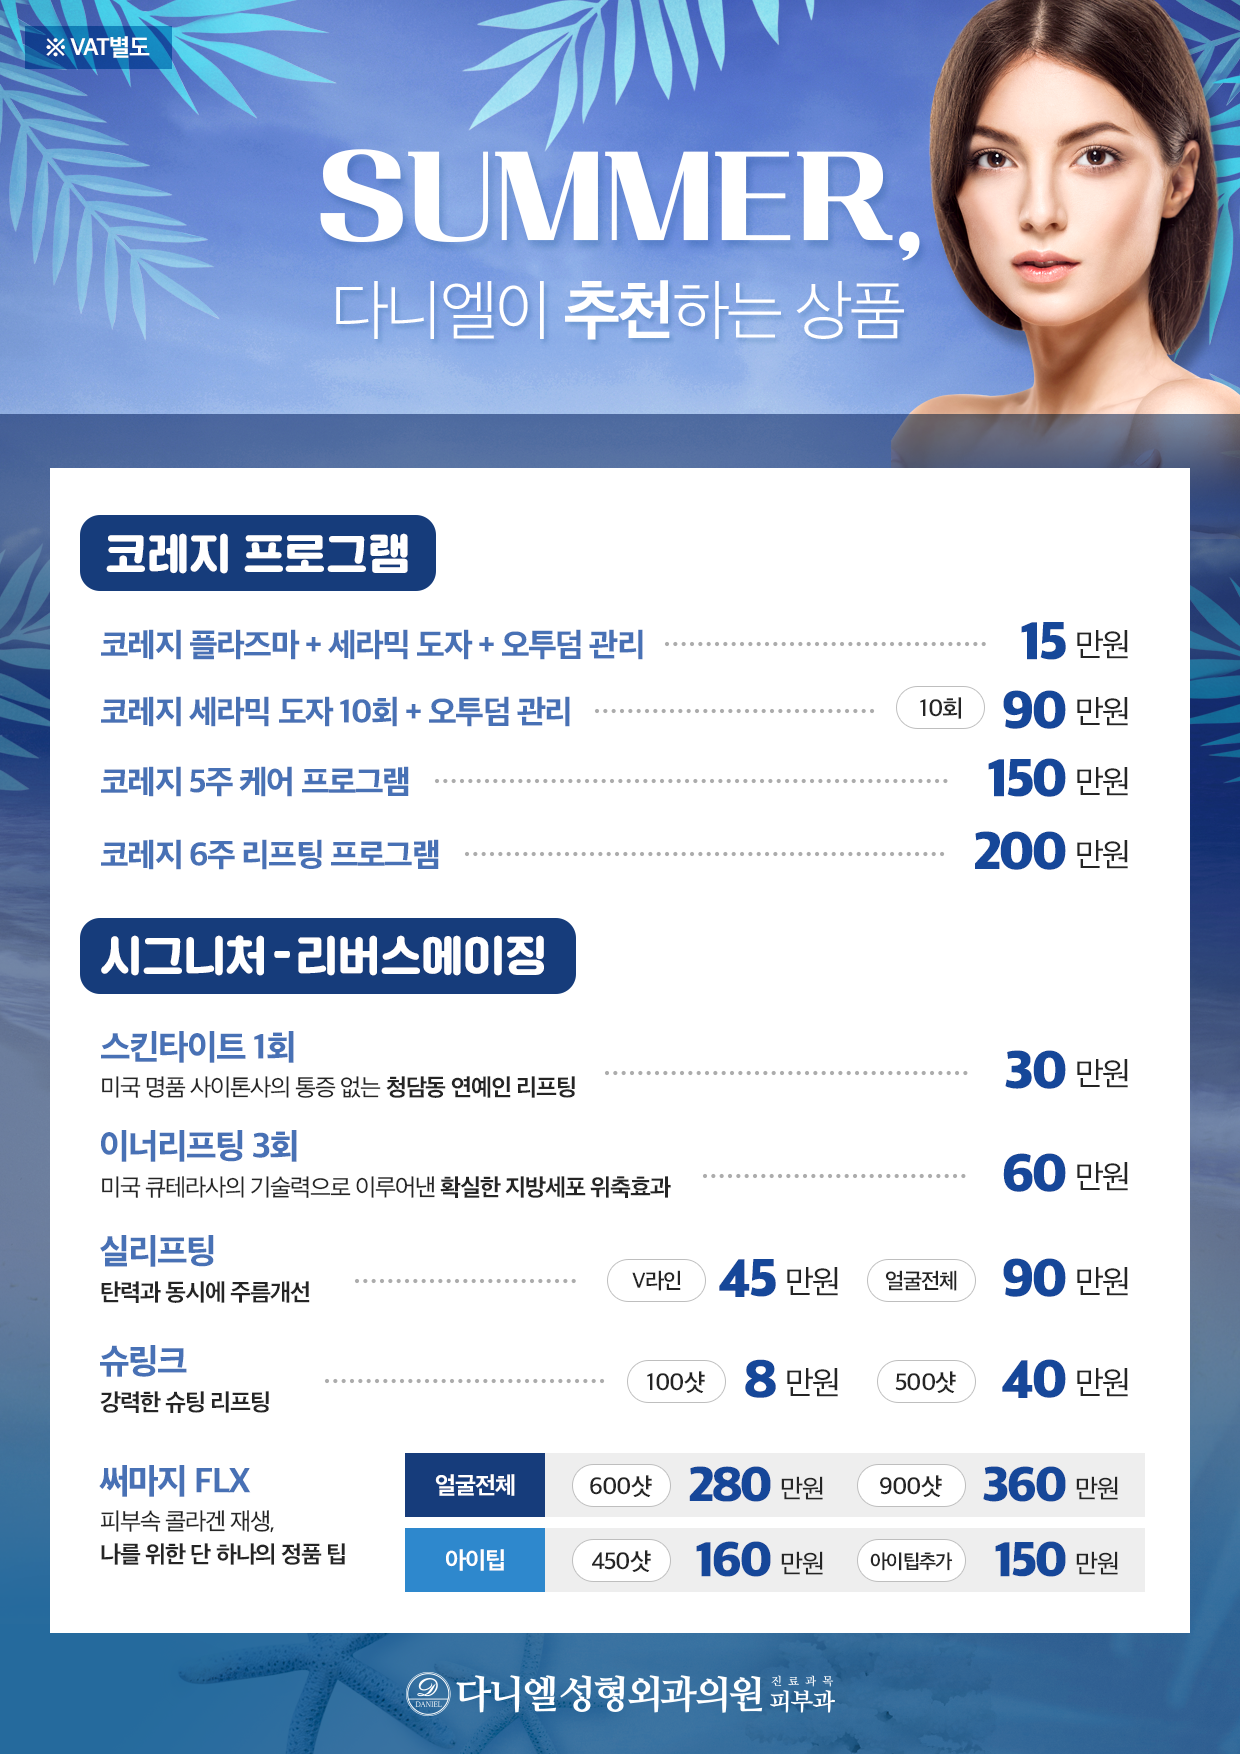 ※ VAT별도
SUMMER,
다니엘이 추천하는 상품
코레지 프로그램
코레지 플라즈마 + 세라믹 도자 + 오투덤 관리 15 만원
코레지 세라믹 도자 10회 + 오투덤 관리 10회 90 만원
코레지 5주 케어 프로그램 150 만원
코레지 6주 리프팅 프로그램 200 만원
시그니처 - 리버스에이징
스킨타이트 1회
미국 명품 사이톤사의 통증 없는 청담동 연예인 리프팅 30 만원
이너리프팅 3회
미국 큐테라사의 기술력으로 이루어낸 확실한 지방세포 위축효과 60 만원
실리프팅
탄력과 동시에 주름개선 V라인 45 만원 얼굴전체 90 만원
슈링크
강력한 슈팅 리프팅 100샷 8 만원 500샷 40 만원
써마지 FLX
피부속 콜라겐 재생,
나를 위한 단 하나의 정품 팁
얼굴전체 600샷 280 만원 900샷 360 만원
아이팁 450샷 160 만원 아이팁추가 150 만원
D DANIEL 다니엘성형외과의원 진료과목 피부과